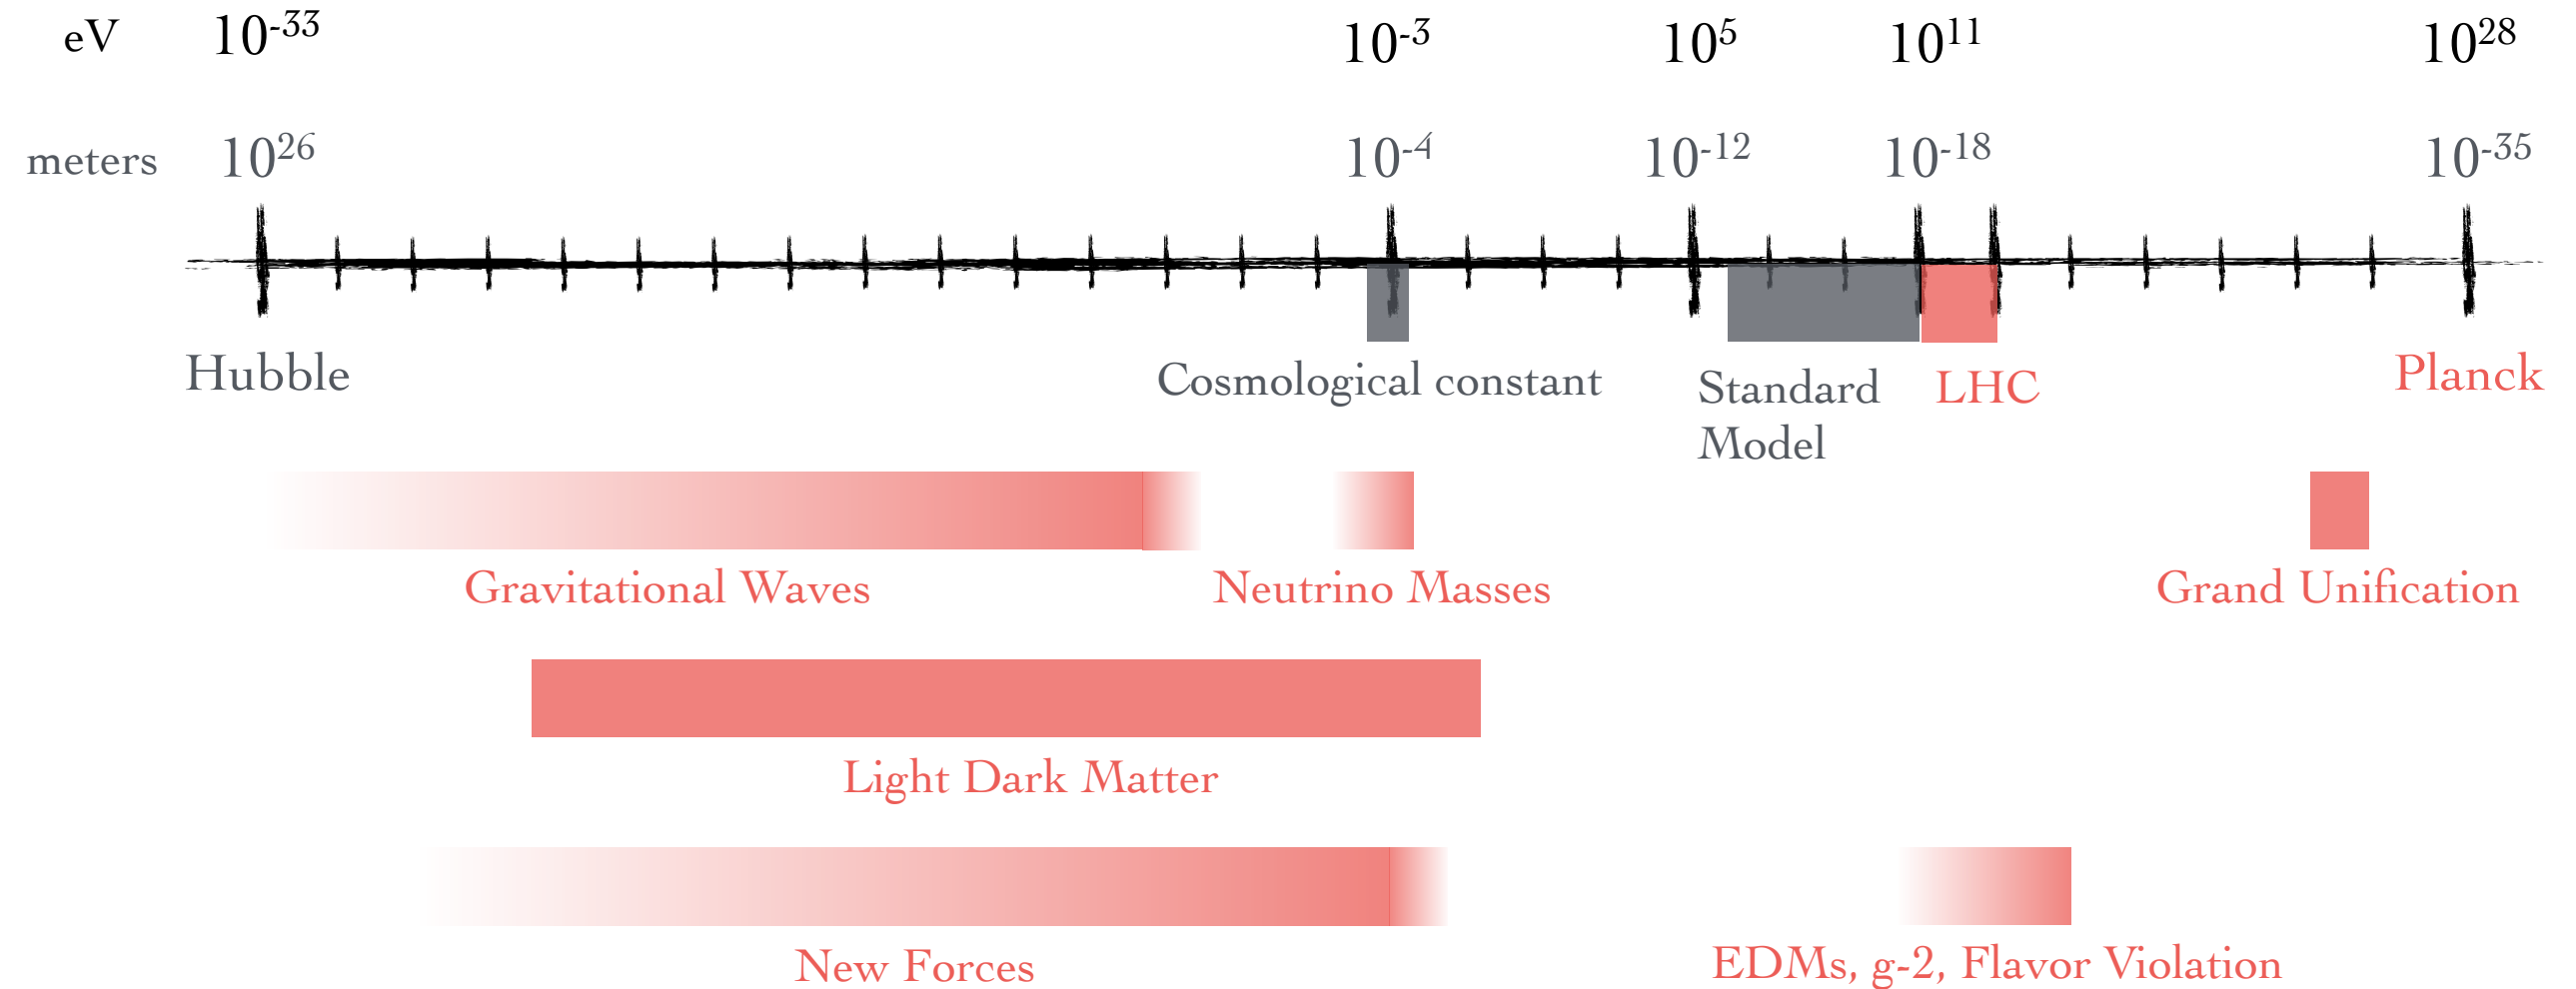 eV 10⁻³³ 10⁻³ 10⁵ 10¹¹ 10²⁸
meters 10²⁶ 10⁻⁴ 10⁻¹² 10⁻¹⁸ 10⁻³⁵
Hubble Cosmological constant Standard LHC Planck
Model
Gravitational Waves Neutrino Masses Grand Unification
Light Dark Matter
New Forces EDMs, g-2, Flavor Violation